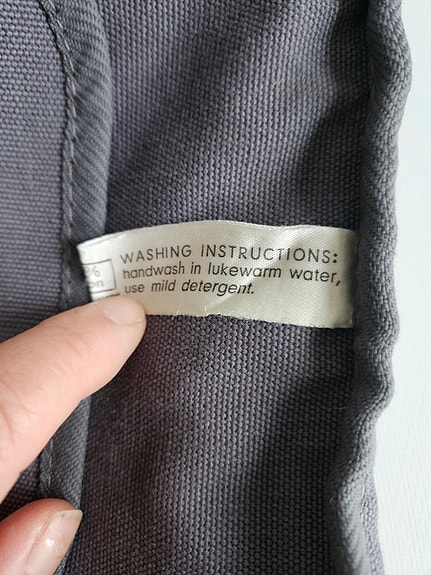 WASHING INSTRUCTIONS:
handwash in lukewarm water,
use mild detergent.